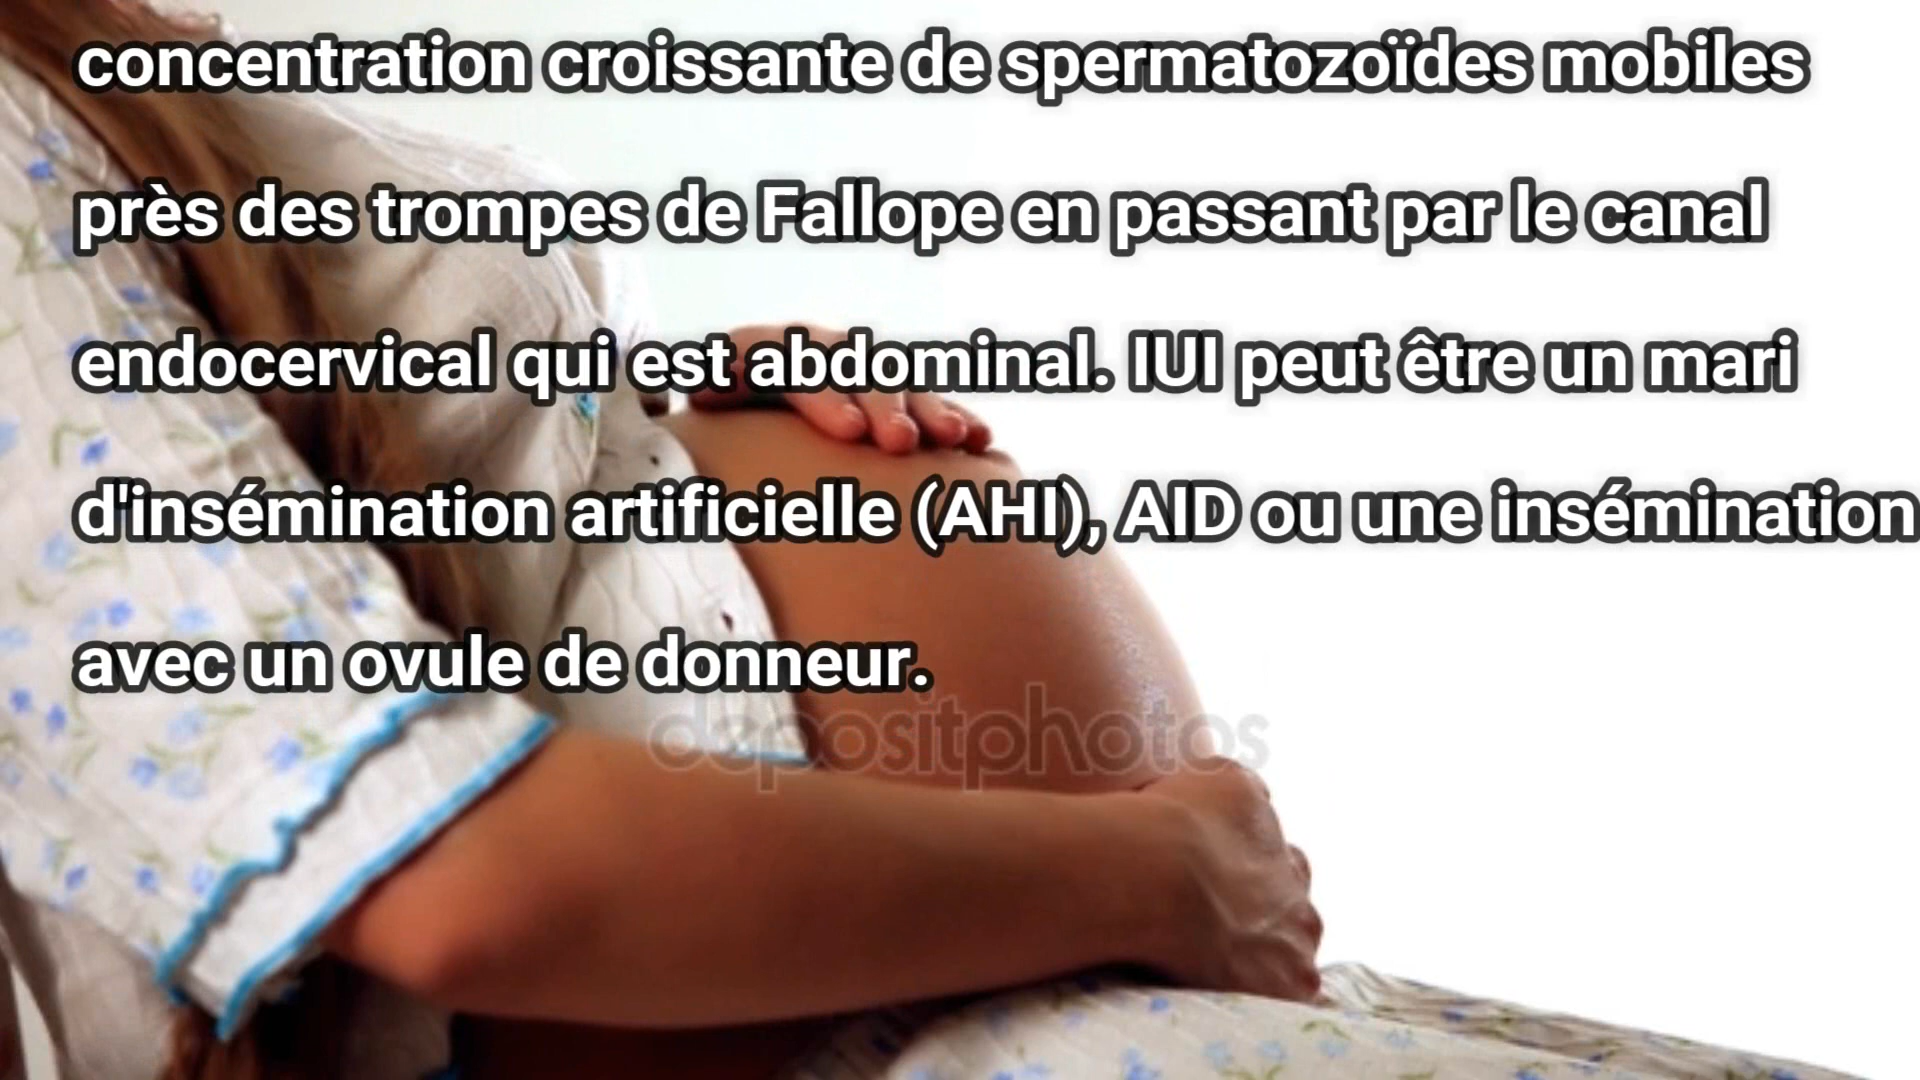 concentration croissante de spermatozoïdes mobiles
près des trompes de Fallope en passant par le canal
endocervical qui est abdominal. IUI peut être un mari
d'insémination artificielle (AHI), AID ou une insémination
avec un ovule de donneur.
depositphotos